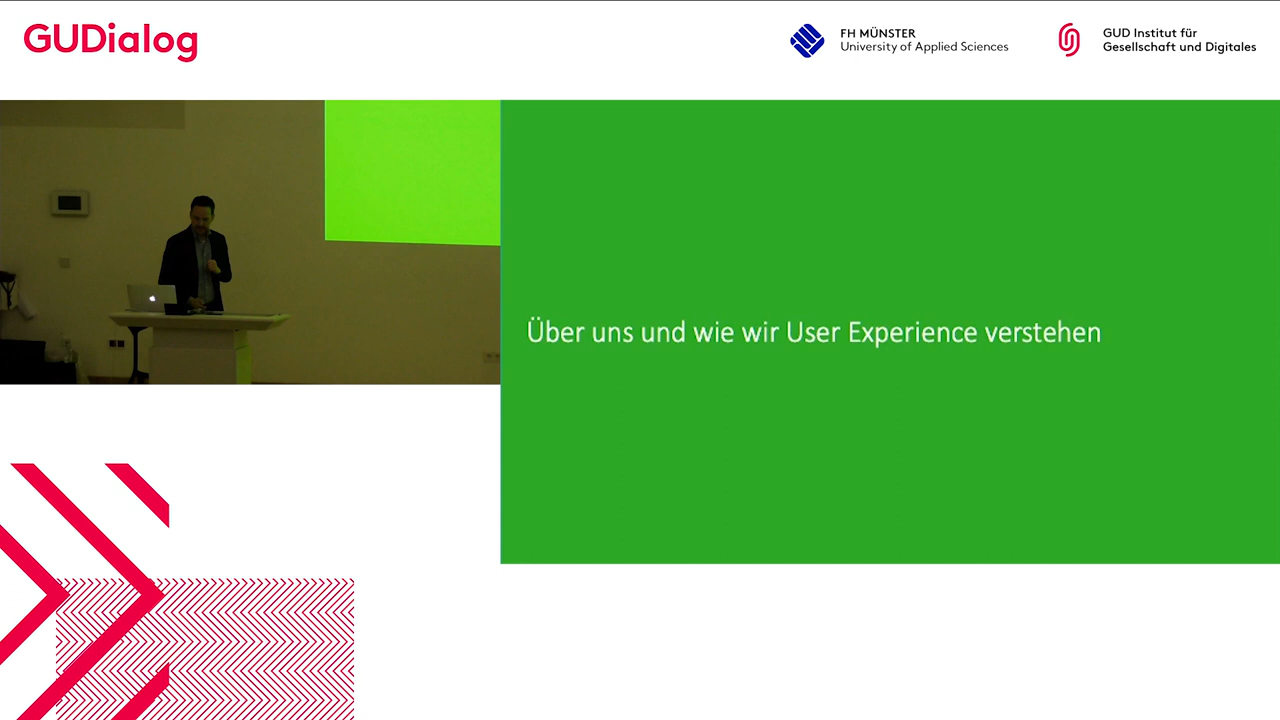 GUDialog
FH MÜNSTER
University of Applied Sciences
GUD Institut für
Gesellschaft und Digitales
Über uns und wie wir User Experience verstehen